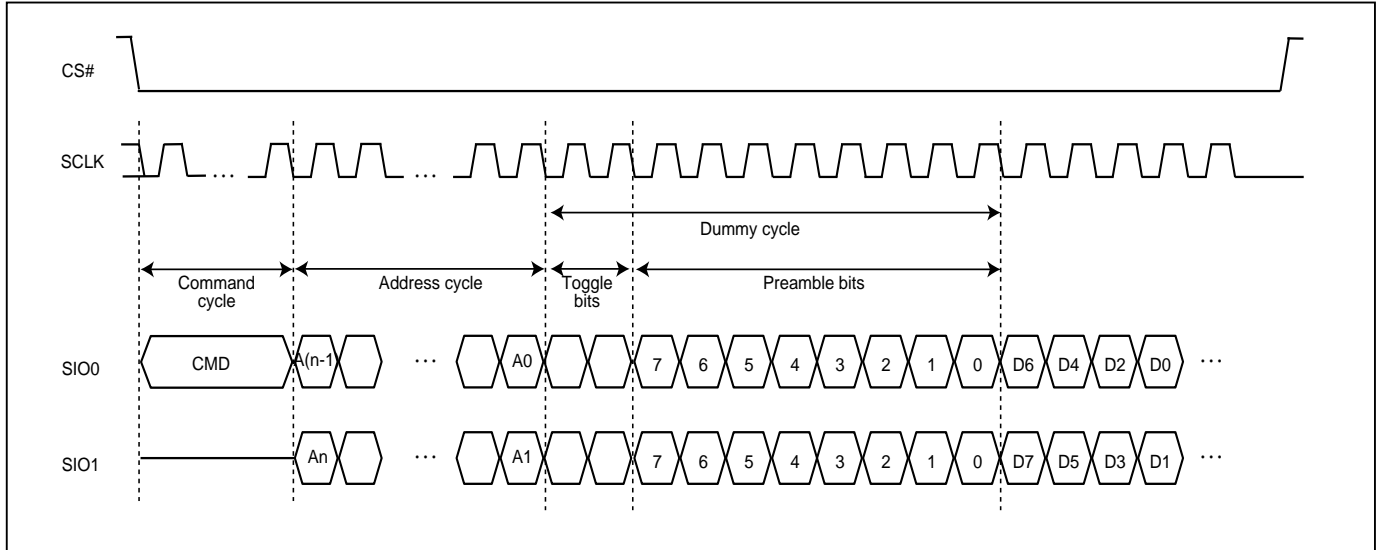 CS#
SCLK ... ...
Dummy cycle
Command cycle
Address cycle
Toggle bits
Preamble bits
SIO0 CMD A(n-1) ... A0 7 6 5 4 3 2 1 0 D6 D4 D2 D0 ...
SIO1 An ... A1 7 6 5 4 3 2 1 0 D7 D5 D3 D1 ...